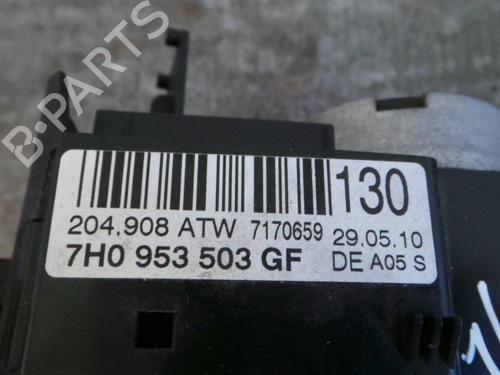 B-PARTS
130
204.908 ATW 7170659 29.05.10
7H0 953 503 GF DE A05 S